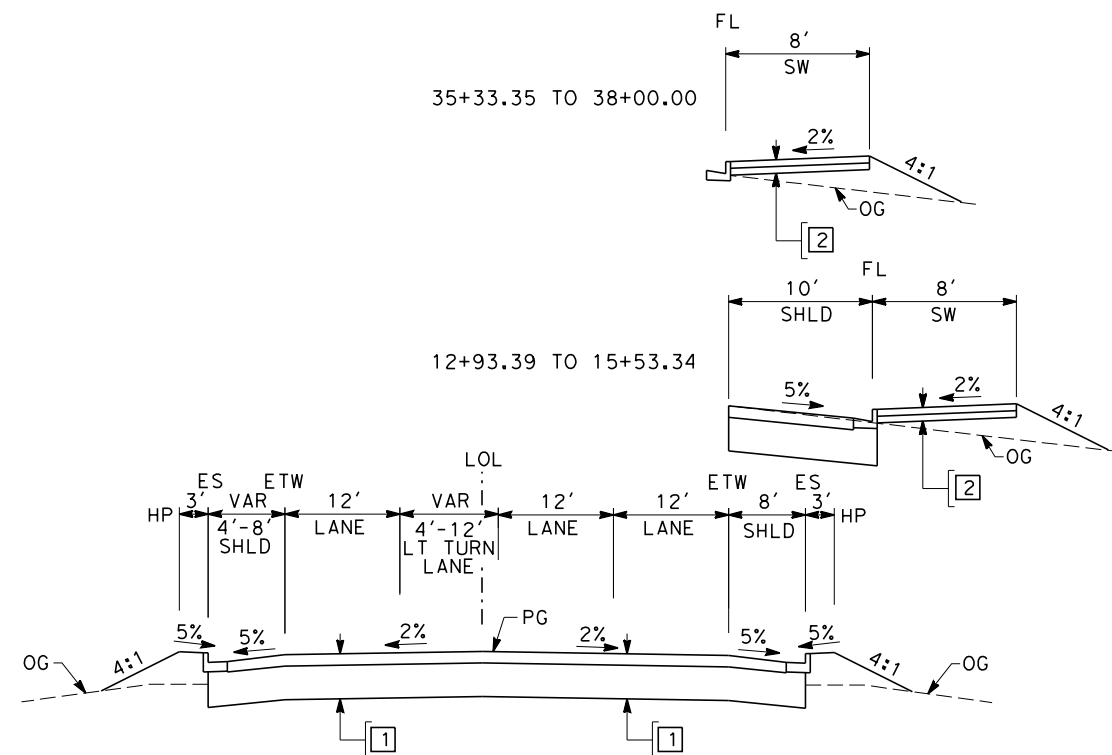 FL
8'
SW
35+33.35 TO 38+00.00
2%
4:1
OG
2
FL
10'
SHLD
8'
SW
12+93.39 TO 15+53.34
5%
2%
4:1
OG
2
LOL
HP
3'
ES
VAR
4'-8'
SHLD
ETW
12'
LANE
VAR
4'-12'
LT TURN
LANE
12'
LANE
12'
LANE
ETW
8'
SHLD
ES
3'
HP
PG
OG
4:1
5%
5%
2%
2%
5%
5%
4:1
OG
1
1